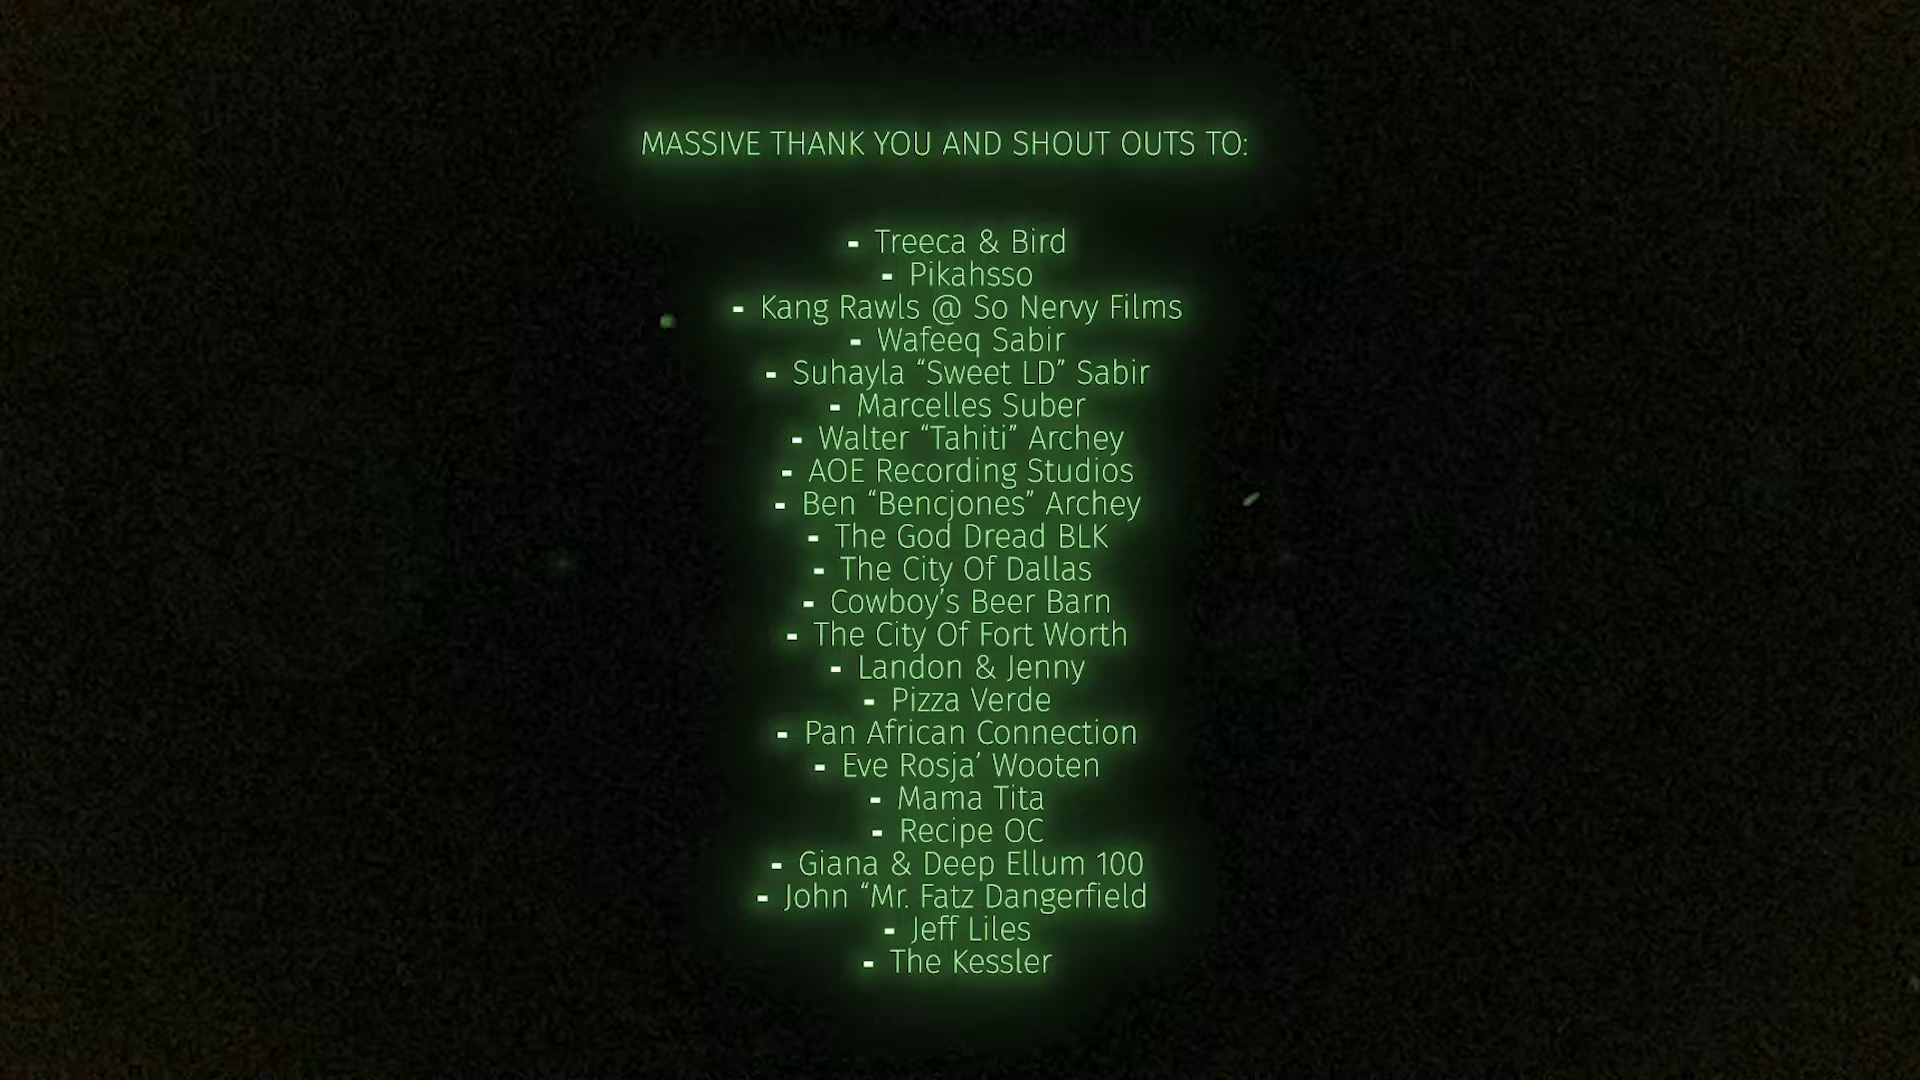 MASSIVE THANK YOU AND SHOUT OUTS TO:
- Treeca & Bird
- Pikahsso
- Kang Rawls @ So Nervy Films
- Wafeeq Sabir
- Suhayla “Sweet LD” Sabir
- Marcelles Suber
- Walter “Tahiti” Archey
- AOE Recording Studios
- Ben “Bencjones” Archey
- The God Dread BLK
- The City Of Dallas
- Cowboy’s Beer Barn
- The City Of Fort Worth
- Landon & Jenny
- Pizza Verde
- Pan African Connection
- Eve Rosja’ Wooten
- Mama Tita
- Recipe OC
- Giana & Deep Ellum 100
- John “Mr. Fatz Dangerfield
- Jeff Liles
- The Kessler